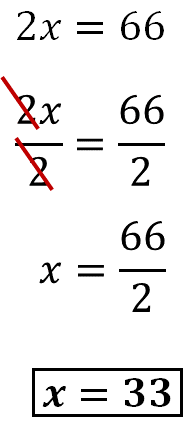 2x = 66
2x/2 = 66/2
x = 66/2
x = 33